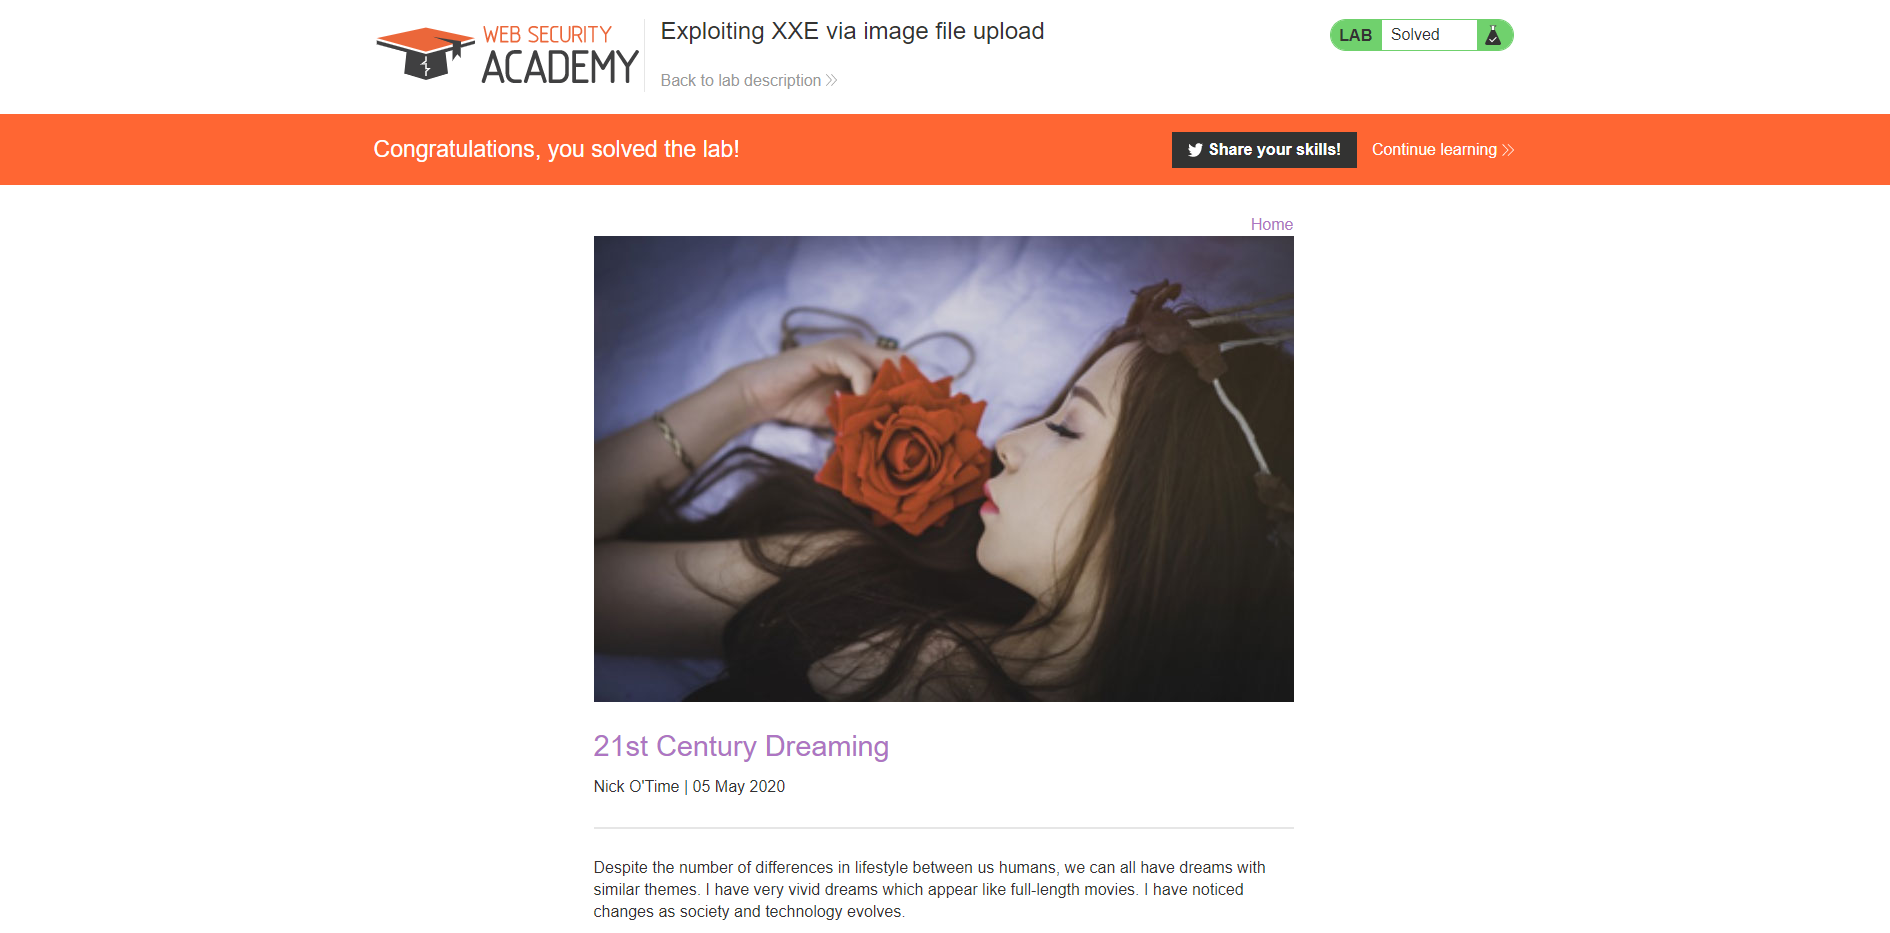 WEB SECURITY
ACADEMY
Exploiting XXE via image file upload
Back to lab description
LAB Solved
Congratulations, you solved the lab!
Share your skills! Continue learning
Home
21st Century Dreaming
Nick O'Time | 05 May 2020
Despite the number of differences in lifestyle between us humans, we can all have dreams with
similar themes. I have very vivid dreams which appear like full-length movies. I have noticed
changes as society and technology evolves.